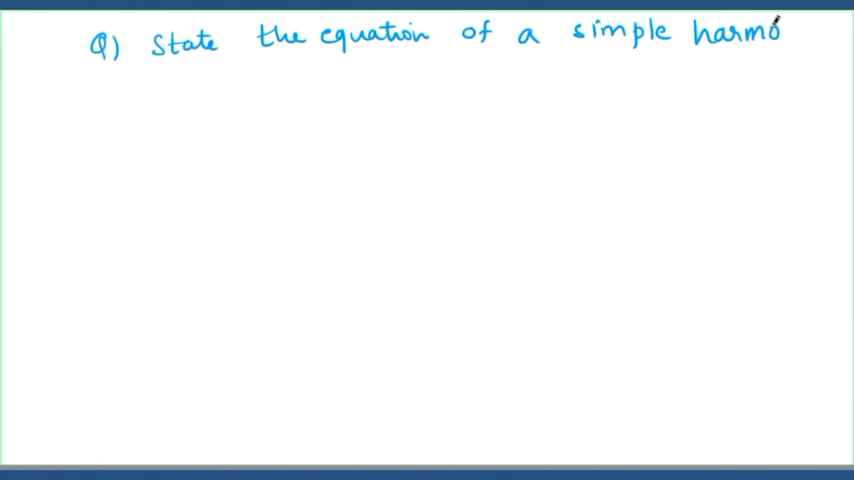 Q) State the equation of a simple harmo